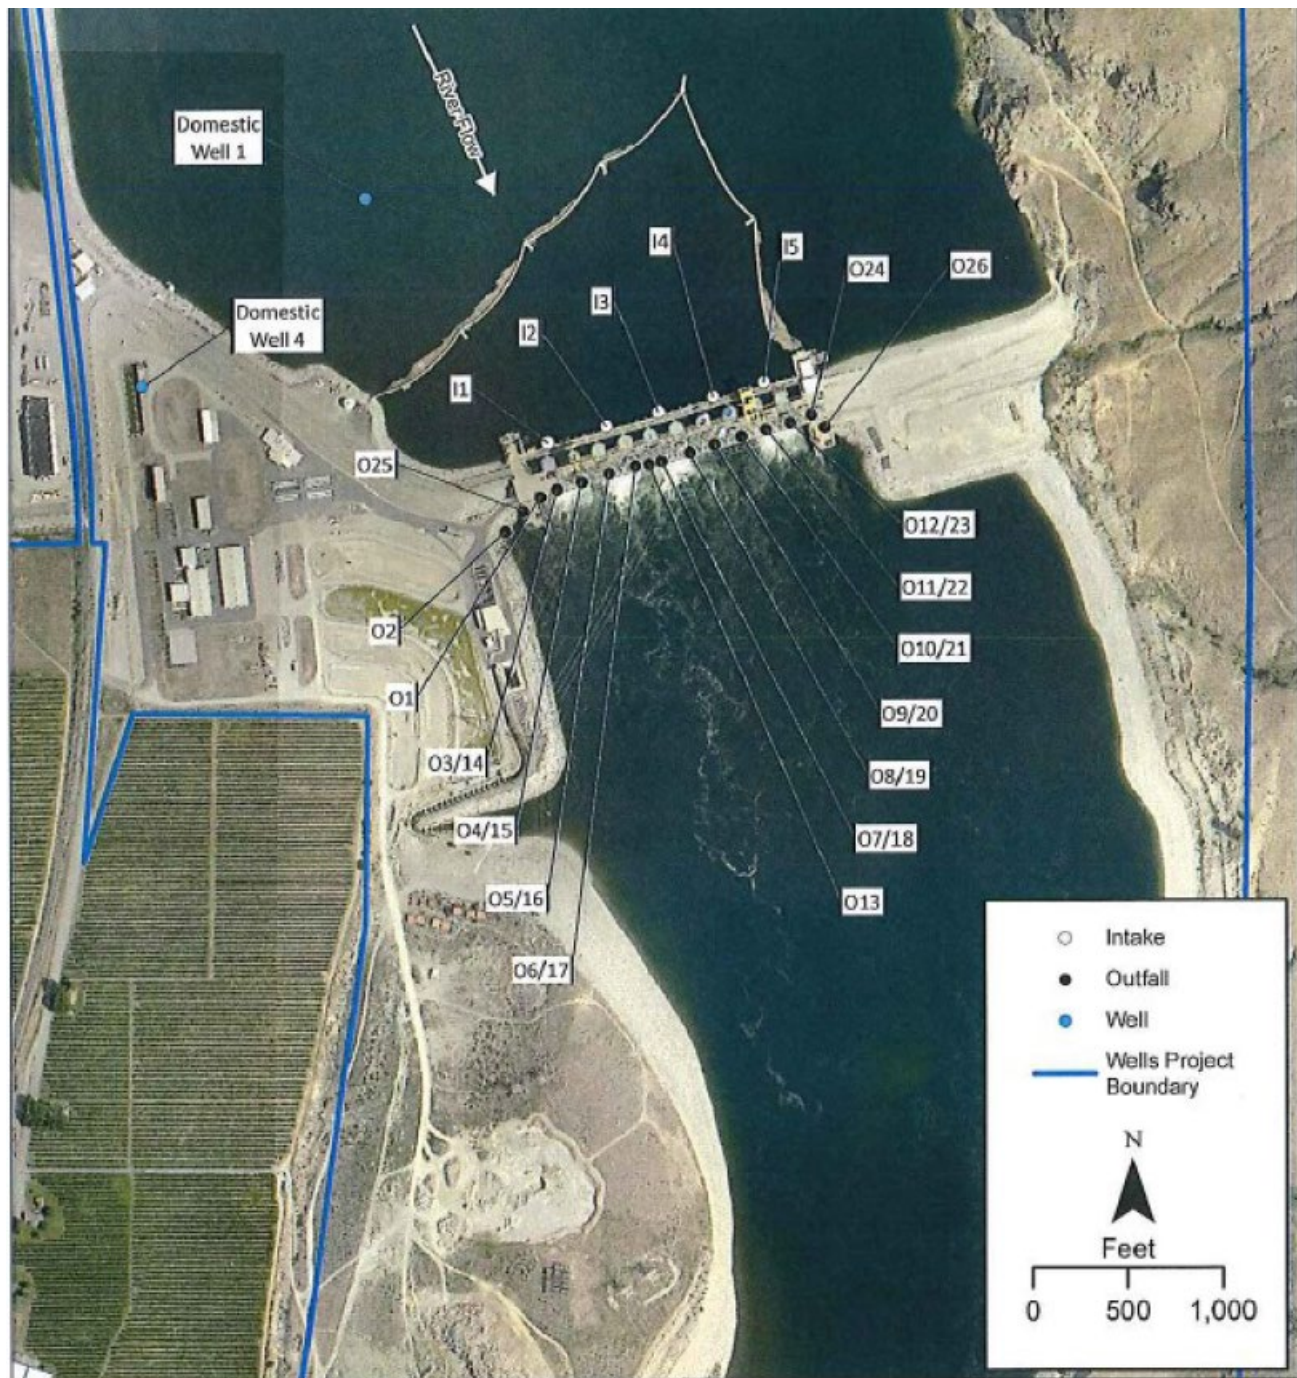 River Flow
Domestic
Well 1
Domestic
Well 4
I4
I5
O24
O26
I3
I2
I1
O25
O12/23
O11/22
O2
O10/21
O1
O9/20
O3/14
O8/19
O4/15
O7/18
O5/16
O13
O6/17
Intake
Outfall
Well
Wells Project
Boundary
N
Feet
0 500 1,000